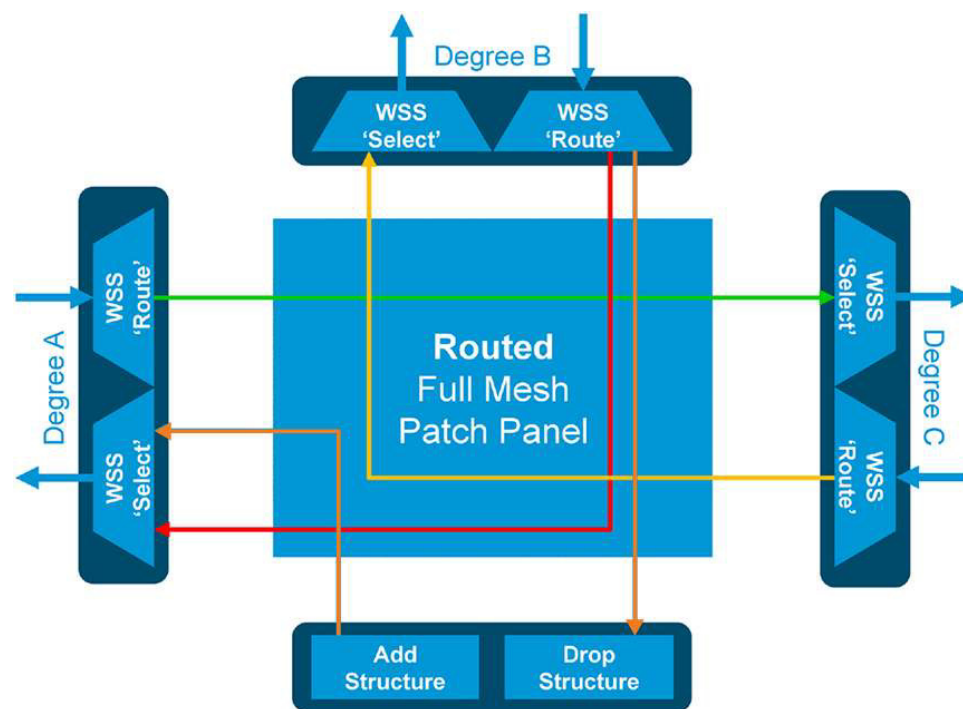 Degree B
WSS
'Select'
WSS
'Route'
Degree A
WSS
'Route'
WSS
'Select'
Routed
Full Mesh
Patch Panel
WSS
'Select'
WSS
'Route'
Degree C
Add
Structure
Drop
Structure